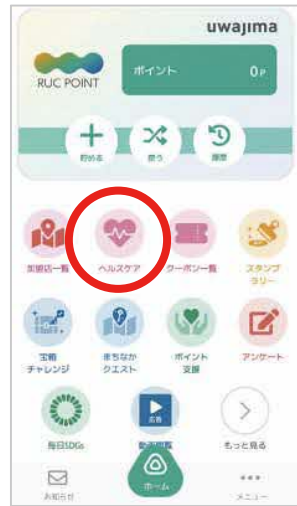 uwajima
RUC POINT
ポイント
0P
貯める
使う
履歴
加盟店一覧
ヘルスケア
クーポン一覧
スタンプ
ラリー
宝箱
チャレンジ
まちなか
クエスト
ポイント
支援
アンケート
毎日SDGs
広告
動画閲覧
もっと見る
お知らせ
ホーム
メニュー